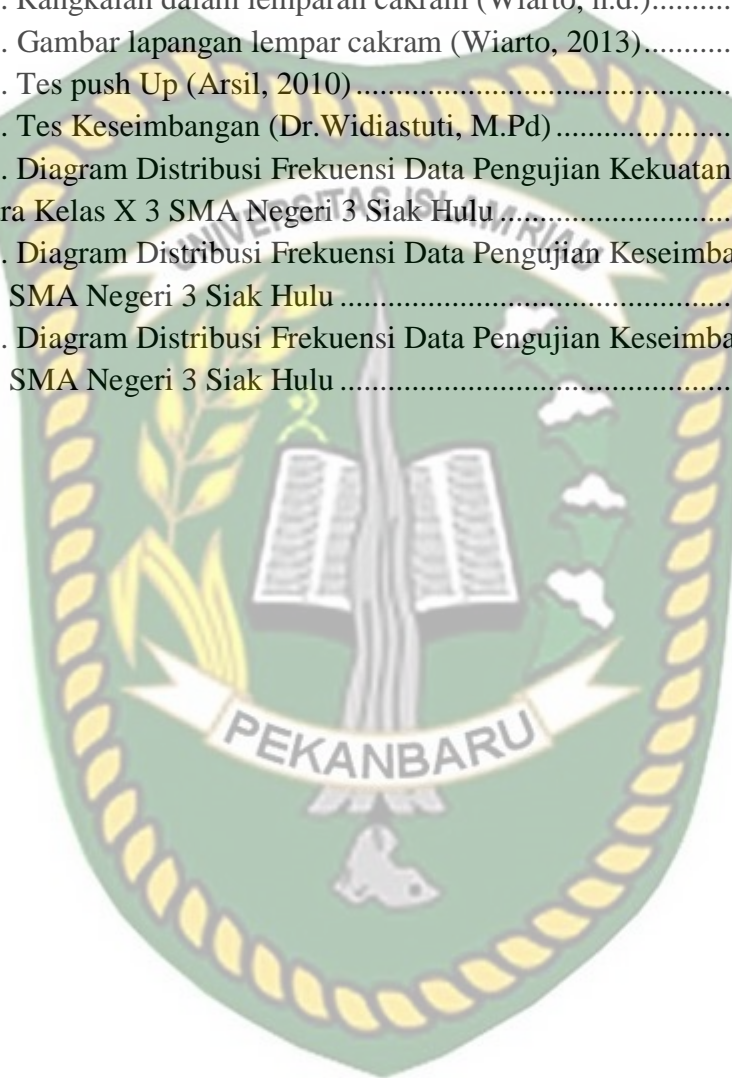 . Rangkaian dalam lemparan cakram (Wiarto, n.d.)..........
. Gambar lapangan lempar cakram (Wiarto, 2013)............
. Tes push Up (Arsil, 2010)..............................................
. Tes Keseimbangan (Dr.Widiastuti, M.Pd)......................
. Diagram Distribusi Frekuensi Data Pengujian Kekuatan
ra Kelas X 3 SMA Negeri 3 Siak Hulu..............................
. Diagram Distribusi Frekuensi Data Pengujian Keseimba
SMA Negeri 3 Siak Hulu.................................................
. Diagram Distribusi Frekuensi Data Pengujian Keseimba
SMA Negeri 3 Siak Hulu.................................................
UNIVERSITAS ISLAM RIAU
PEKANBARU